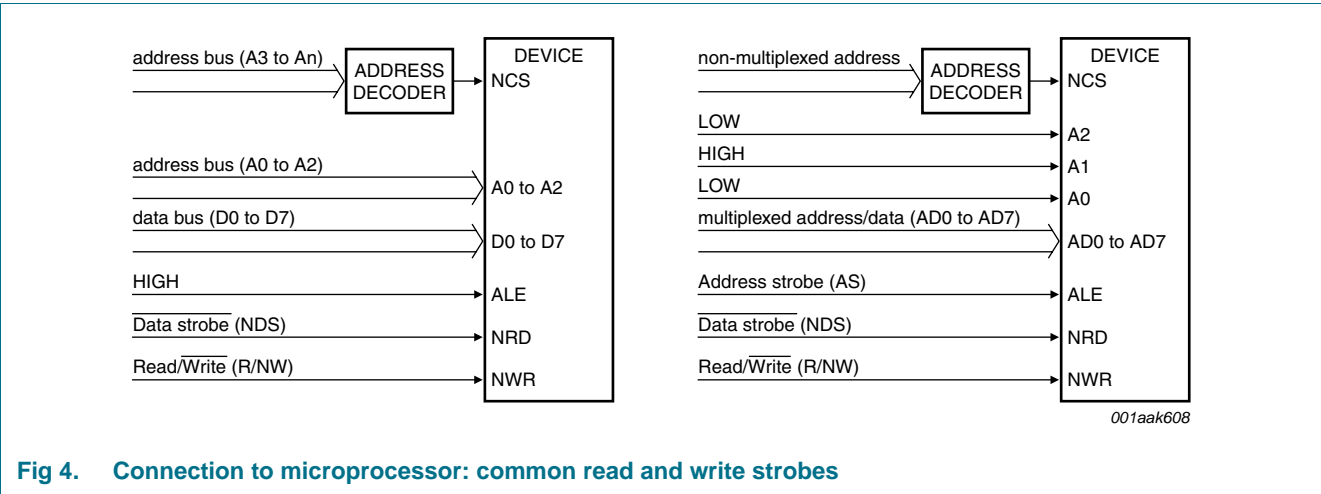 address bus (A3 to An)
ADDRESS
DECODER
DEVICE
NCS
address bus (A0 to A2)
A0 to A2
data bus (D0 to D7)
D0 to D7
HIGH
ALE
Data strobe (NDS)
NRD
Read/Write (R/NW)
NWR
non-multiplexed address
ADDRESS
DECODER
DEVICE
NCS
LOW
A2
HIGH
A1
LOW
A0
multiplexed address/data (AD0 to AD7)
AD0 to AD7
Address strobe (AS)
ALE
Data strobe (NDS)
NRD
Read/Write (R/NW)
NWR
001aak608
Fig 4. Connection to microprocessor: common read and write strobes